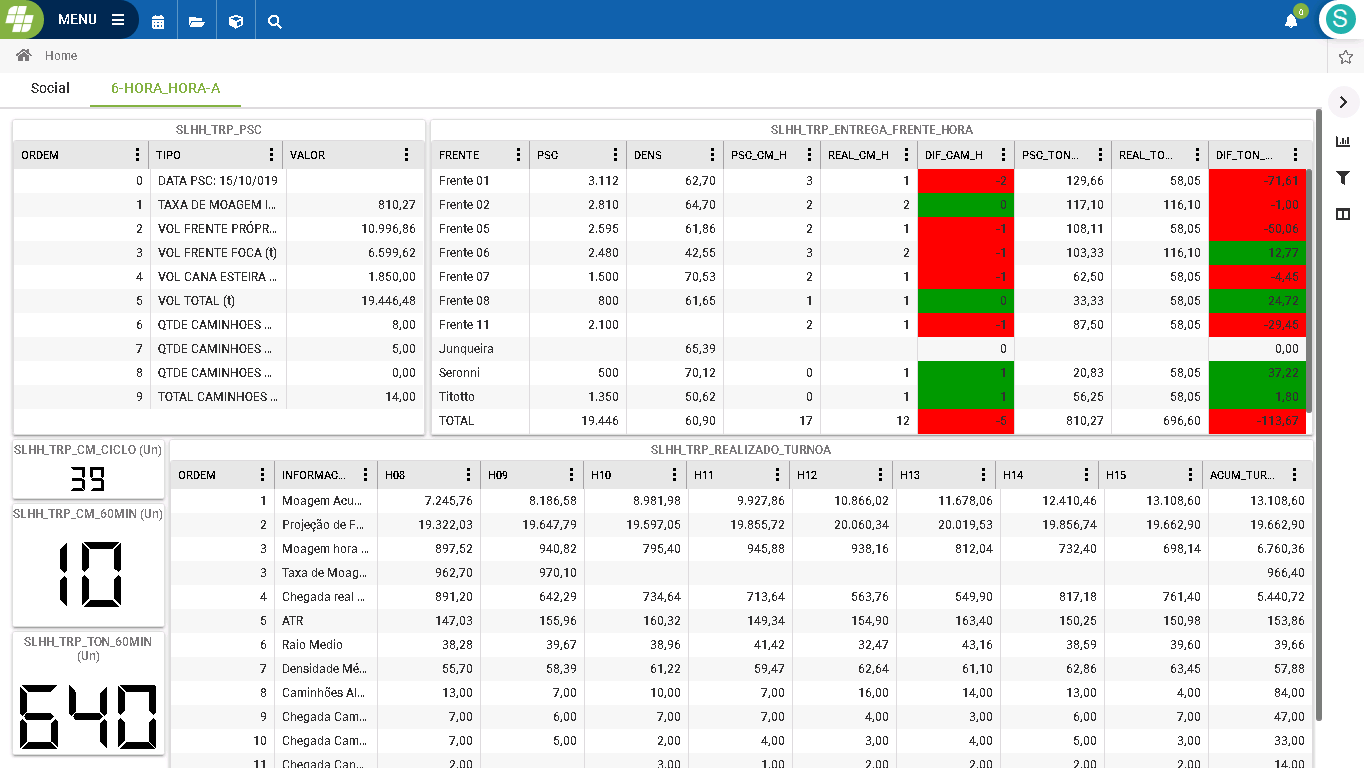 MENU
0
S
Home
Social 6-HORA_HORA-A
SLHH_TRP_PSC
ORDEM TIPO VALOR
0 DATA PSC: 15/10/019
1 TAXA DE MOAGEM I... 810,27
2 VOL FRENTE PRÓPR... 10.996,86
3 VOL FRENTE FOCA (t) 6.599,62
4 VOL CANA ESTEIRA ... 1.850,00
5 VOL TOTAL (t) 19.446,48
6 QTDE CAMINHOES ... 8,00
7 QTDE CAMINHOES ... 5,00
8 QTDE CAMINHOES ... 0,00
9 TOTAL CAMINHOES ... 14,00
SLHH_TRP_ENTREGA_FRENTE_HORA
FRENTE PSC DENS PSC_CM_H REAL_CM_H DIF_CAM_H PSC_TON... REAL_TO... DIF_TON_...
Frente 01 3.112 62,70 3 1 -2 129,66 58,05 -71,61
Frente 02 2.810 64,70 2 2 0 117,10 116,10 -1,00
Frente 05 2.595 61,86 2 1 -1 108,11 58,05 -50,06
Frente 06 2.480 42,55 3 2 -1 103,33 116,10 12,77
Frente 07 1.500 70,53 2 1 -1 62,50 58,05 -4,45
Frente 08 800 61,65 1 1 0 33,33 58,05 24,72
Frente 11 2.100 2 1 -1 87,50 58,05 -29,45
Junqueira 65,39 0 0,00
Seronni 500 70,12 0 1 1 20,83 58,05 37,22
Titotto 1.350 50,62 0 1 1 56,25 58,05 1,80
TOTAL 19.446 60,90 17 12 -5 810,27 696,60 -113,67
SLHH_TRP_CM_CICLO (Un)
39
SLHH_TRP_CM_60MIN (Un)
10
SLHH_TRP_TON_60MIN
(Un)
640
SLHH_TRP_REALIZADO_TURNOA
ORDEM INFORMAC... H08 H09 H10 H11 H12 H13 H14 H15 ACUM_TUR...
1 Moagem Acu... 7.245,76 8.186,58 8.981,98 9.927,86 10.866,02 11.678,06 12.410,46 13.108,60 13.108,60
2 Projeção de F... 19.322,03 19.647,79 19.597,05 19.855,72 20.060,34 20.019,53 19.856,74 19.662,90 19.662,90
3 Moagem hora ... 897,52 940,82 795,40 945,88 938,16 812,04 732,40 698,14 6.760,36
3 Taxa de Moag... 962,70 970,10 966,40
4 Chegada real ... 891,20 642,29 734,64 713,64 563,76 549,90 817,18 761,40 5.440,72
5 ATR 147,03 155,96 160,32 149,34 154,90 163,40 150,25 150,98 153,86
6 Raio Medio 38,28 39,67 38,96 41,42 32,47 43,16 38,59 39,60 39,66
7 Densidade Mé... 55,70 58,39 61,22 59,47 62,64 61,10 62,86 63,45 57,88
8 Caminhões Al... 13,00 7,00 10,00 7,00 16,00 14,00 13,00 4,00 84,00
9 Chegada Cam... 7,00 6,00 7,00 7,00 4,00 3,00 6,00 7,00 47,00
10 Chegada Cam... 7,00 5,00 2,00 4,00 3,00 4,00 5,00 3,00 33,00
11 Chegada Can... 2,00 3,00 1,00 2,00 2,00 2,00 2,00 14,00